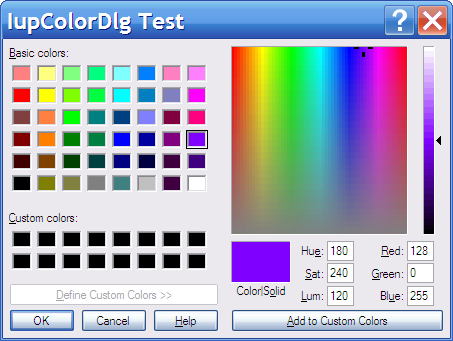 IupColorDlg Test
Basic colors:
Custom colors:
Define Custom Colors >>
OK
Cancel
Help
Color|Solid
Hue: 180
Sat: 240
Lum: 120
Red: 128
Green: 0
Blue: 255
Add to Custom Colors